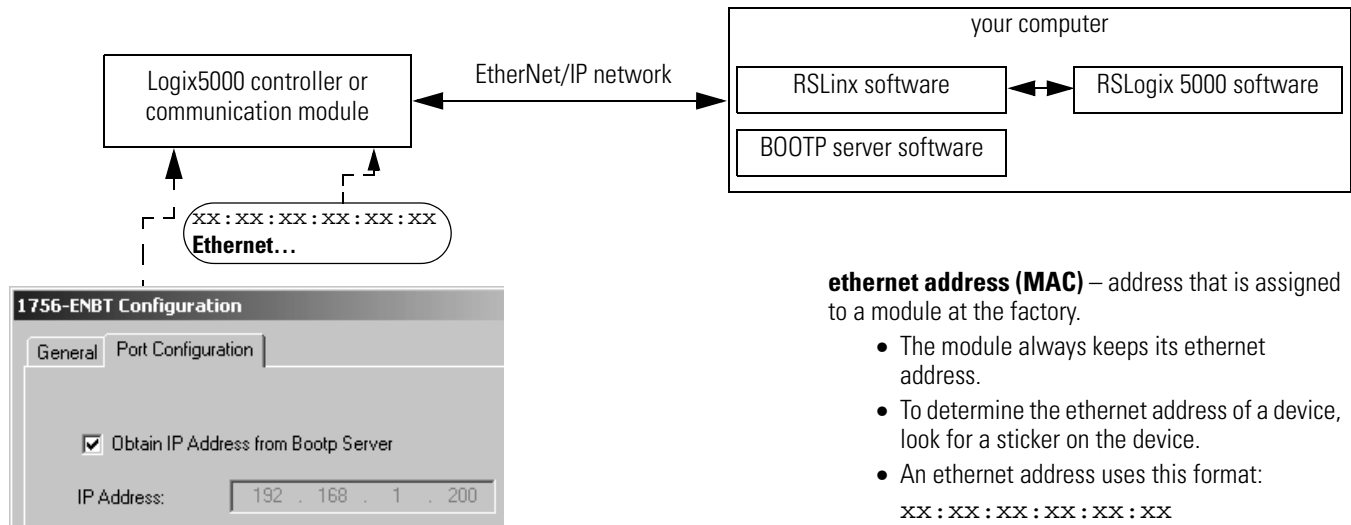 your computer
Logix5000 controller or
communication module
EtherNet/IP network
RSLinx software
RSLogix 5000 software
BOOTP server software
xx:xx:xx:xx:xx:xx
Ethernet...
1756-ENBT Configuration
General
Port Configuration
Obtain IP Address from Bootp Server
IP Address:
192 . 168 . 1 . 200
ethernet address (MAC) – address that is assigned
to a module at the factory.
• The module always keeps its ethernet
address.
• To determine the ethernet address of a device,
look for a sticker on the device.
• An ethernet address uses this format:
xx:xx:xx:xx:xx:xx